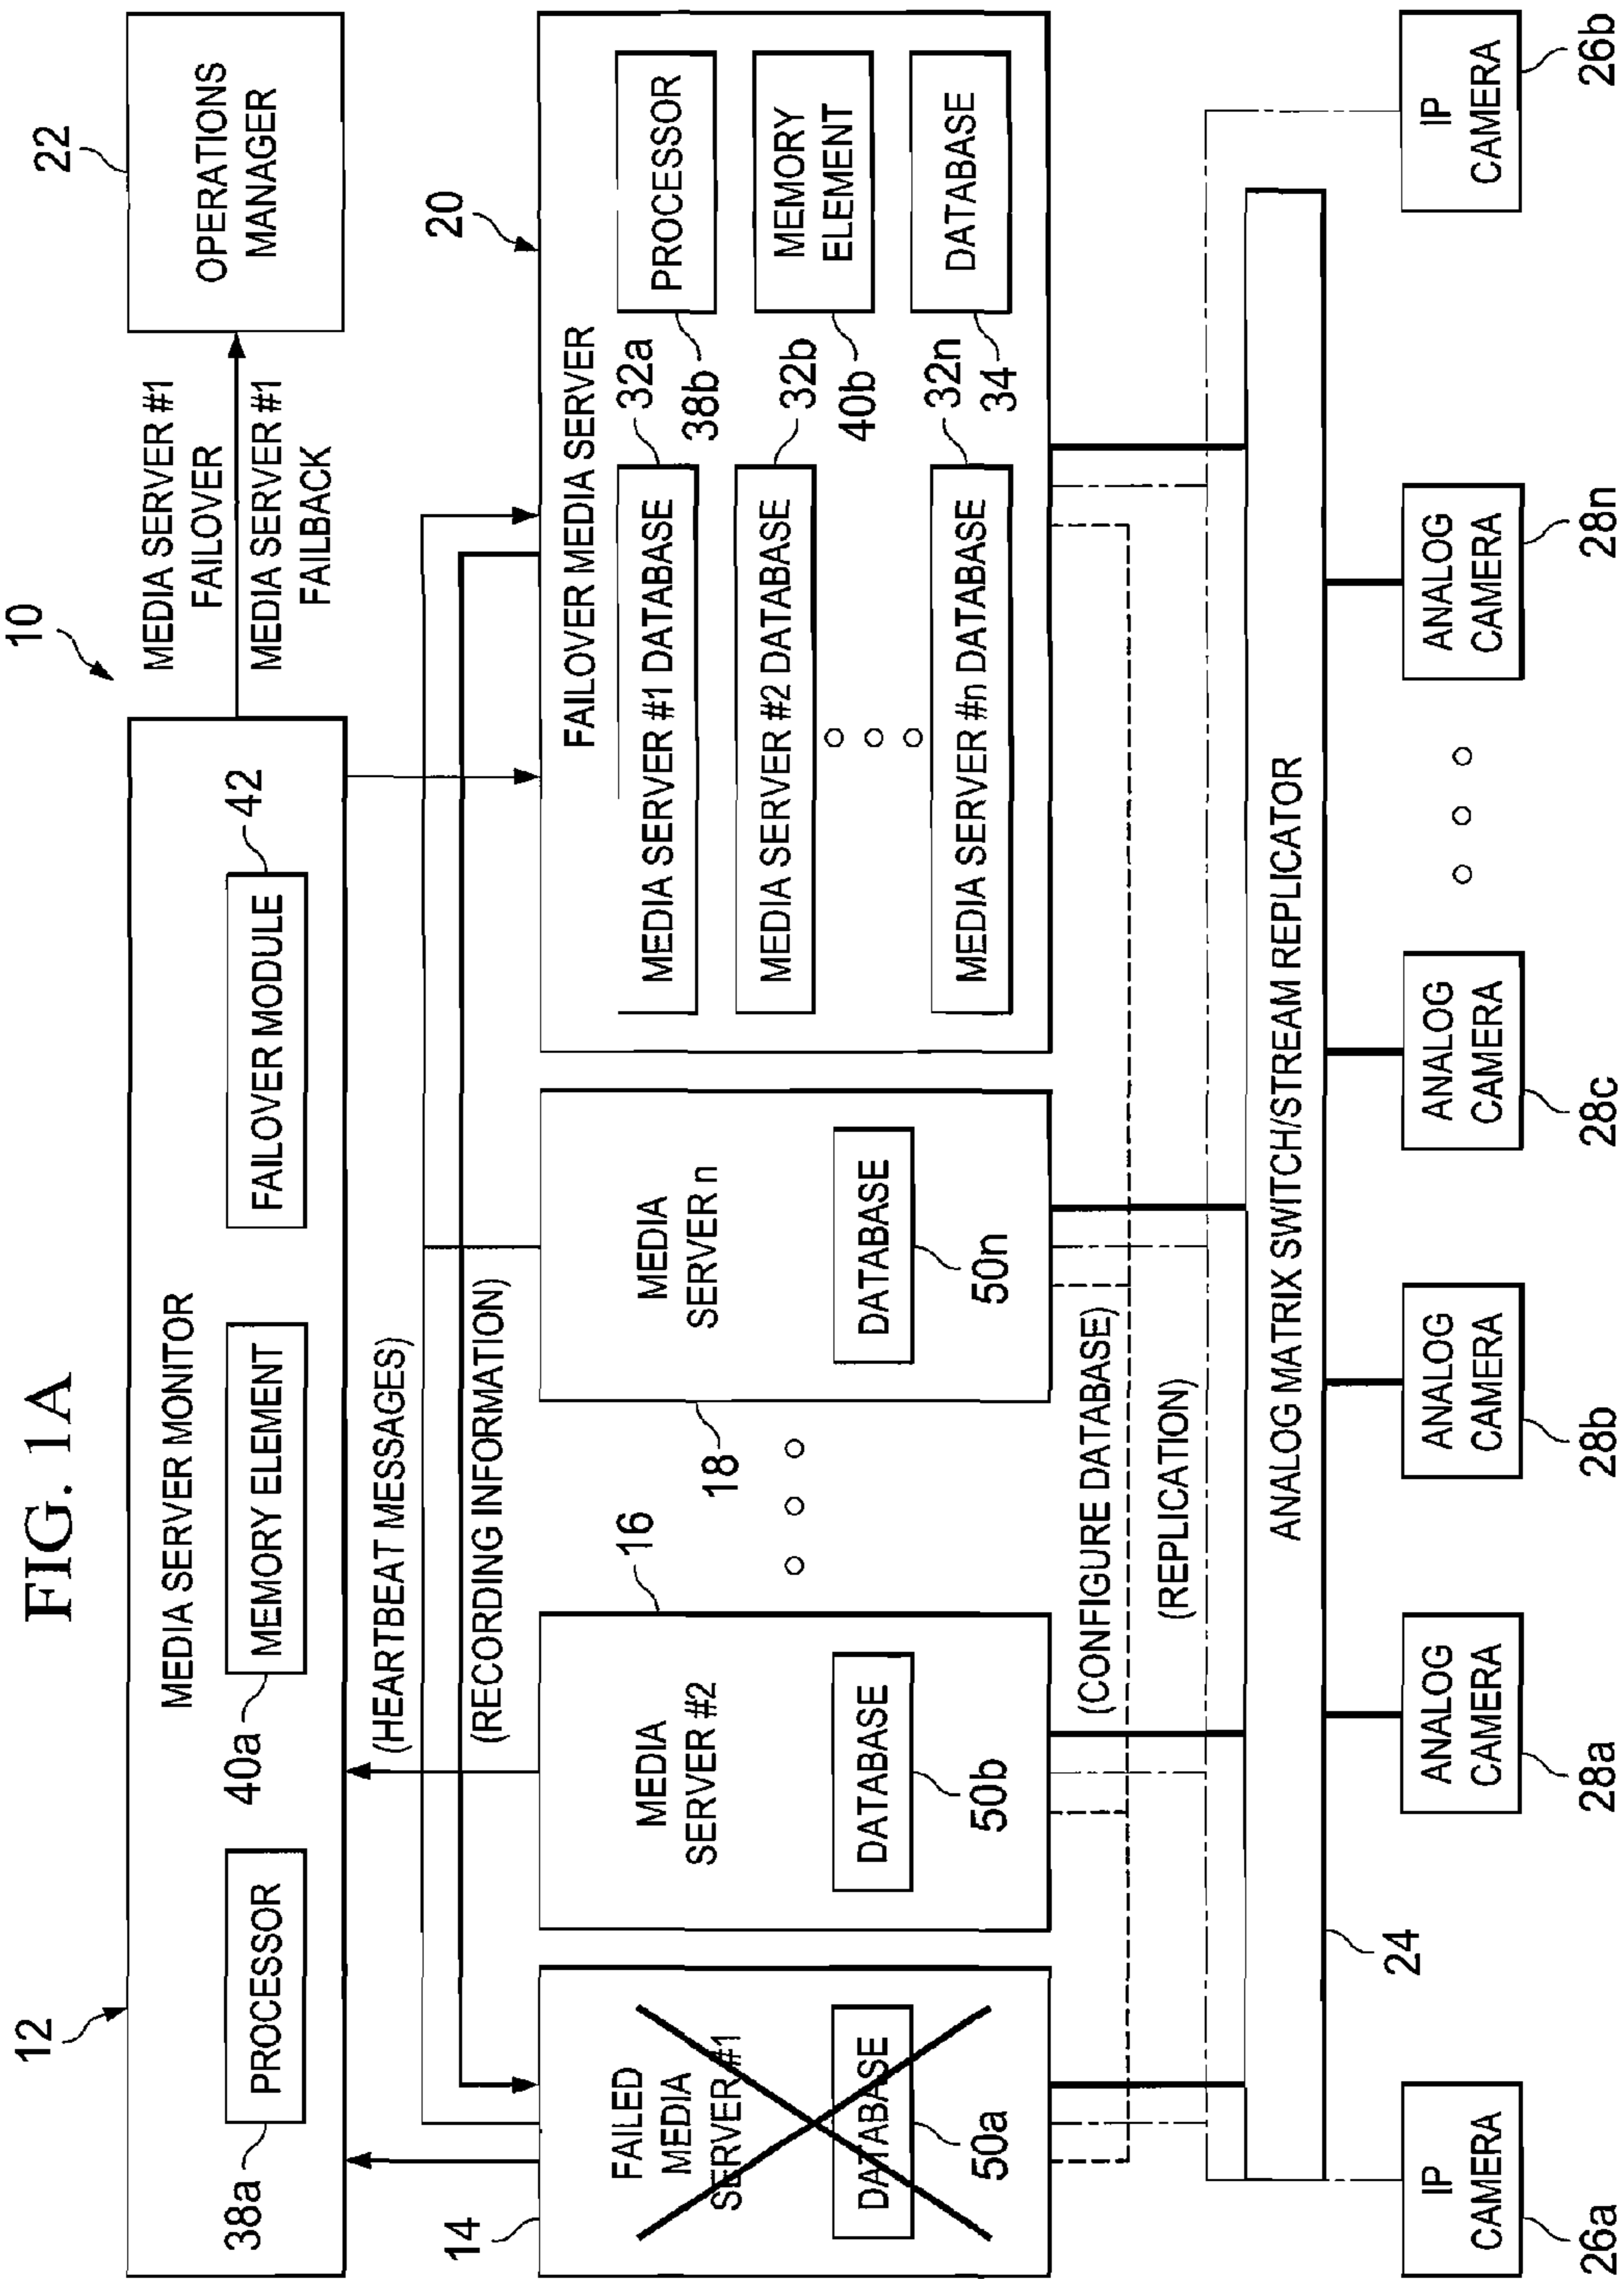 FIG. 1A
10
12
MEDIA SERVER MONITOR
38a
PROCESSOR
40a
MEMORY ELEMENT
FAILOVER MODULE
42
MEDIA SERVER #1
FAILOVER
MEDIA SERVER #1
FAILBACK
22
OPERATIONS
MANAGER
(HEARTBEAT MESSAGES)
(RECORDING INFORMATION)
14
FAILED
MEDIA
SERVER #1
DATABASE
50a
16
MEDIA
SERVER #2
DATABASE
50b
18
MEDIA
SERVER n
DATABASE
50n
20
FAILOVER MEDIA SERVER
MEDIA SERVER #1 DATABASE
32a
MEDIA SERVER #2 DATABASE
32b
MEDIA SERVER #n DATABASE
32n
PROCESSOR
38b
MEMORY
ELEMENT
40b
DATABASE
34
(CONFIGURE DATABASE)
(REPLICATION)
ANALOG MATRIX SWITCH/STREAM REPLICATOR
24
IP
CAMERA
26a
ANALOG
CAMERA
28a
ANALOG
CAMERA
28b
ANALOG
CAMERA
28c
ANALOG
CAMERA
28n
IP
CAMERA
26b